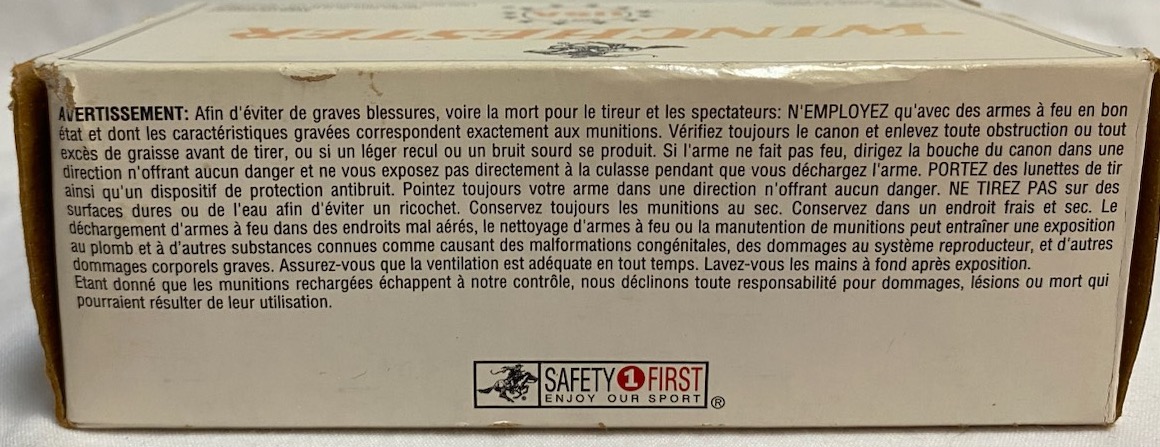 USA
WINCHESTER
AVERTISSEMENT: Afin d'éviter de graves blessures, voire la mort pour le tireur et les spectateurs: N'EMPLOYEZ qu'avec des armes à feu en bon
état et dont les caractéristiques gravées correspondent exactement aux munitions. Vérifiez toujours le canon et enlevez toute obstruction ou tout
excès de graisse avant de tirer, ou si un léger recul ou un bruit sourd se produit. Si l'arme ne fait pas feu, dirigez la bouche du canon dans une
direction n'offrant aucun danger et ne vous exposez pas directement à la culasse pendant que vous déchargez l'arme. PORTEZ des lunettes de tir
ainsi qu'un dispositif de protection antibruit. Pointez toujours votre arme dans une direction n'offrant aucun danger. NE TIREZ PAS sur des
surfaces dures ou de l'eau afin d'éviter un ricochet. Conservez toujours les munitions au sec. Conservez dans un endroit frais et sec. Le
déchargement d'armes à feu dans des endroits mal aérés, le nettoyage d'armes à feu ou la manutention de munitions peut entraîner une exposition
au plomb et à d'autres substances connues comme causant des malformations congénitales, des dommages au système reproducteur, et d'autres
dommages corporels graves. Assurez-vous que la ventilation est adéquate en tout temps. Lavez-vous les mains à fond après exposition.
Etant donné que les munitions rechargées échappent à notre contrôle, nous déclinons toute responsabilité pour dommages, lésions ou mort qui
pourraient résulter de leur utilisation.
SAFETY 1 FIRST
ENJOY OUR SPORT ®